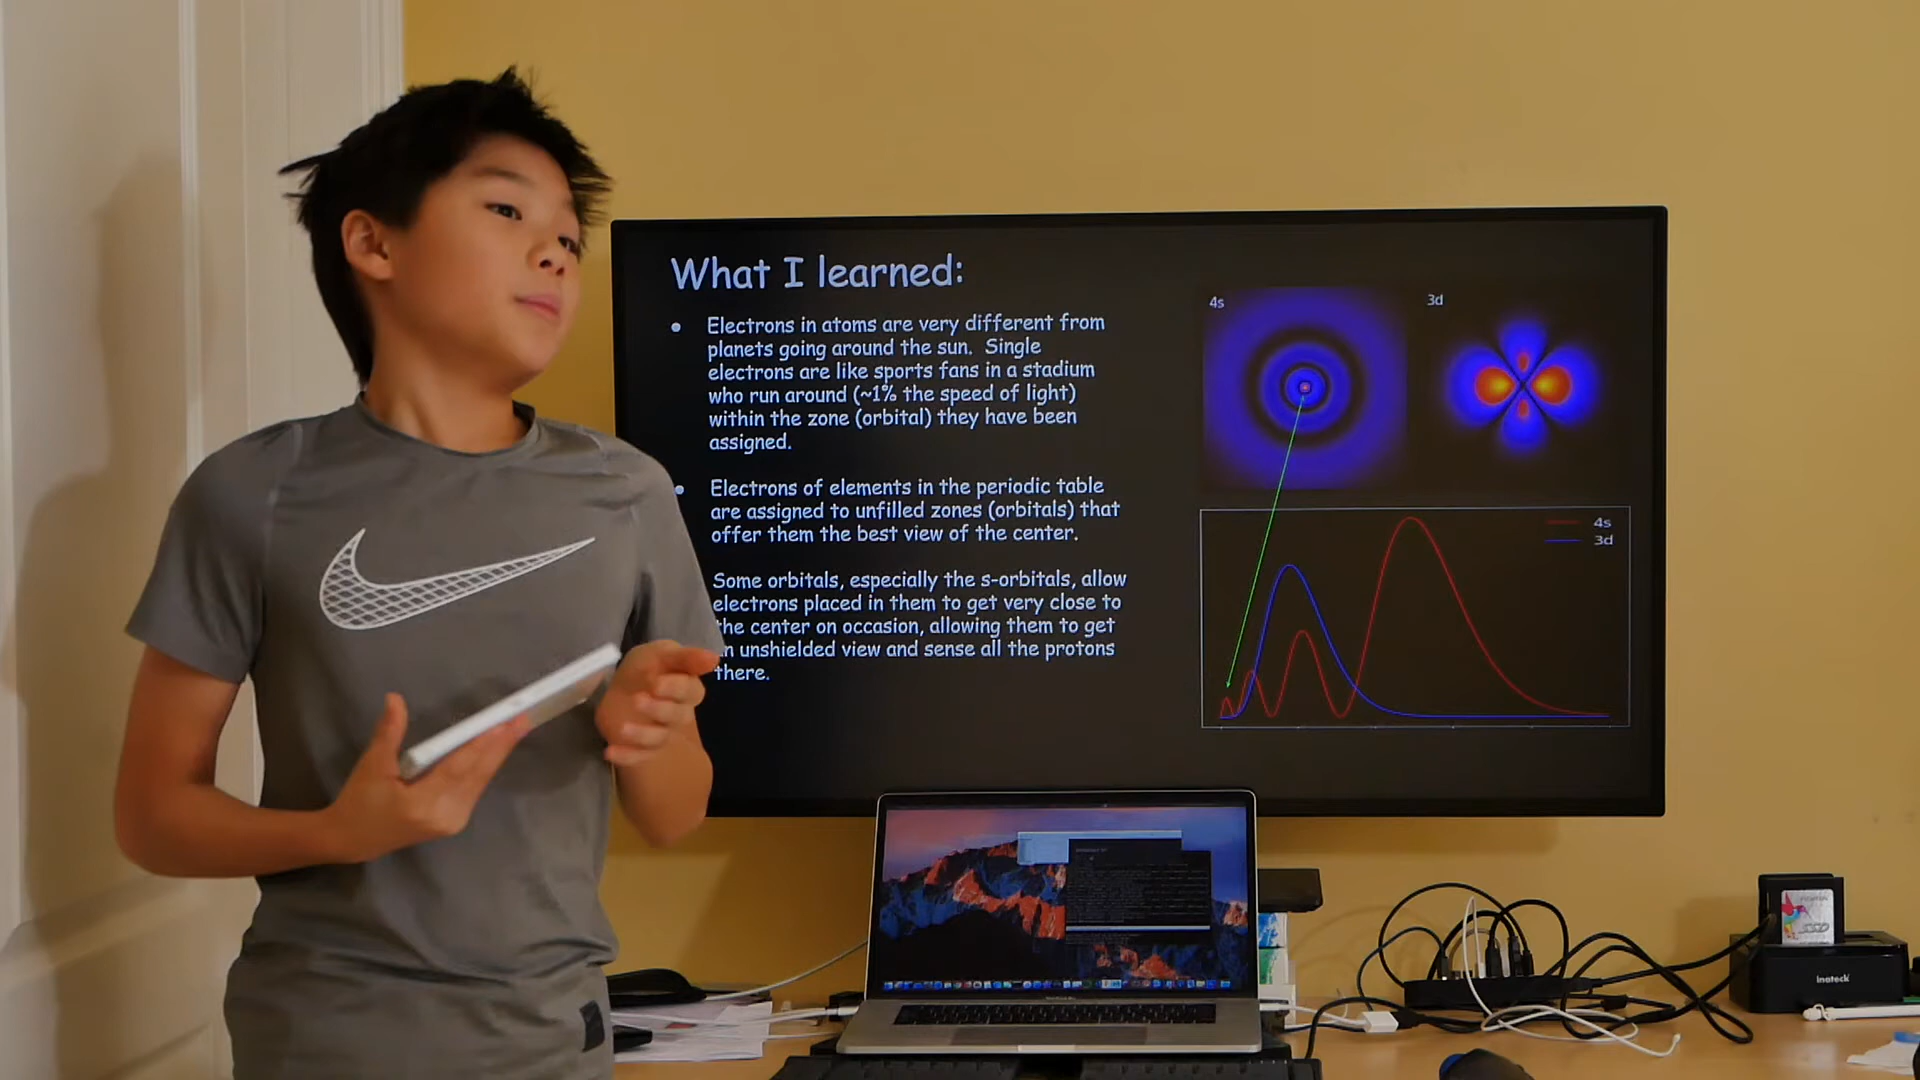 What I learned:
Electrons in atoms are very different from
planets going around the sun. Single
electrons are like sports fans in a stadium
who run around (~1% the speed of light)
within the zone (orbital) they have been
assigned.
Electrons of elements in the periodic table
are assigned to unfilled zones (orbitals) that
offer them the best view of the center.
Some orbitals, especially the s-orbitals, allow
electrons placed in them to get very close to
the center on occasion, allowing them to get
an unshielded view and sense all the protons
there.
4s
3d
4s
3d
inateck
SSD